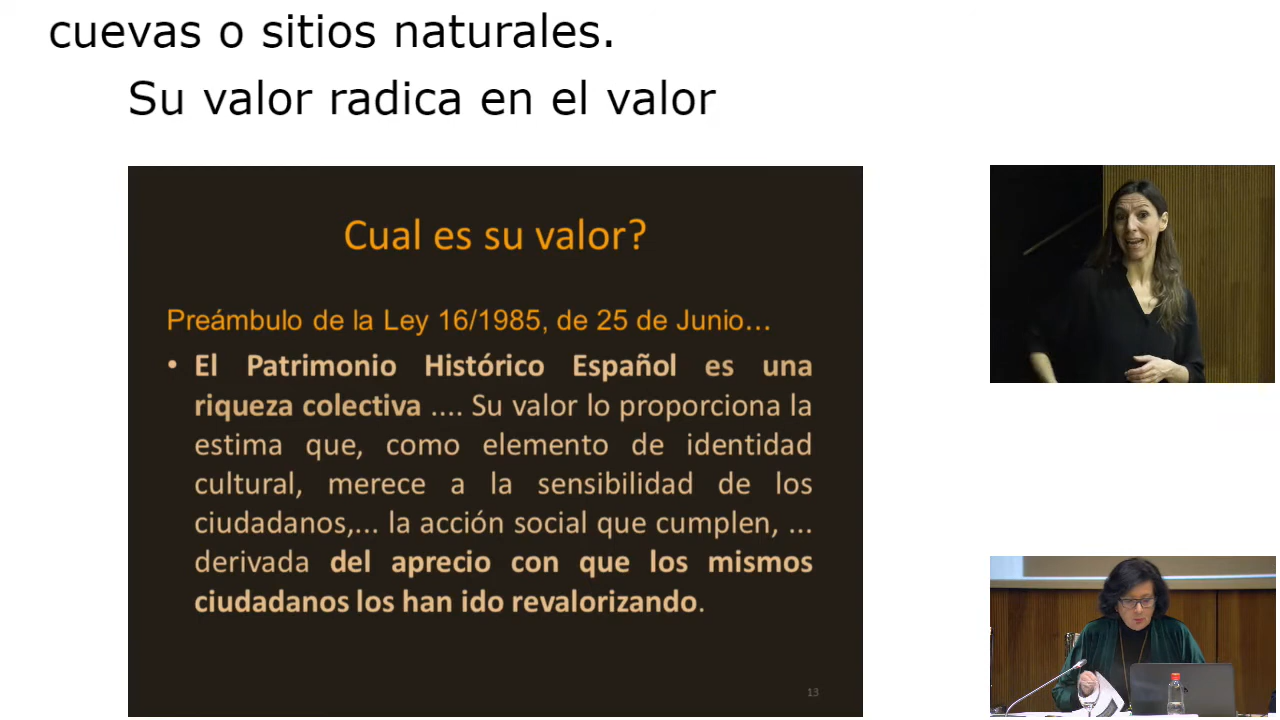 cuevas o sitios naturales.
Su valor radica en el valor
Cual es su valor?
Preámbulo de la Ley 16/1985, de 25 de Junio...
• El Patrimonio Histórico Español es una
riqueza colectiva .... Su valor lo proporciona la
estima que, como elemento de identidad
cultural, merece a la sensibilidad de los
ciudadanos,... la acción social que cumplen, ...
derivada del aprecio con que los mismos
ciudadanos los han ido revalorizando.
13